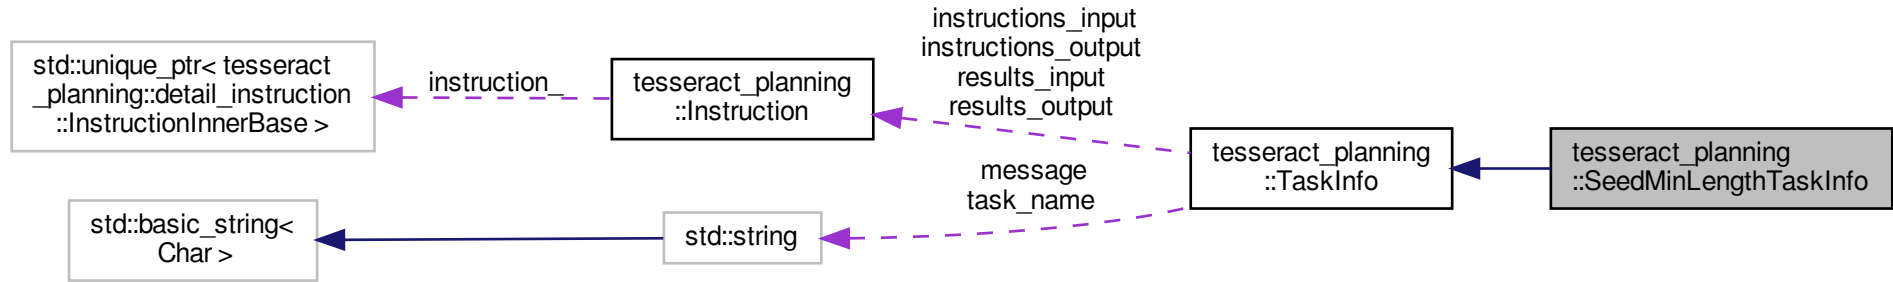 std::unique_ptr< tesseract
_planning::detail_instruction
::InstructionInnerBase >
instruction_
tesseract_planning
::Instruction
instructions_input
instructions_output
results_input
results_output
message
task_name
std::basic_string<
Char >
std::string
tesseract_planning
::TaskInfo
tesseract_planning
::SeedMinLengthTaskInfo